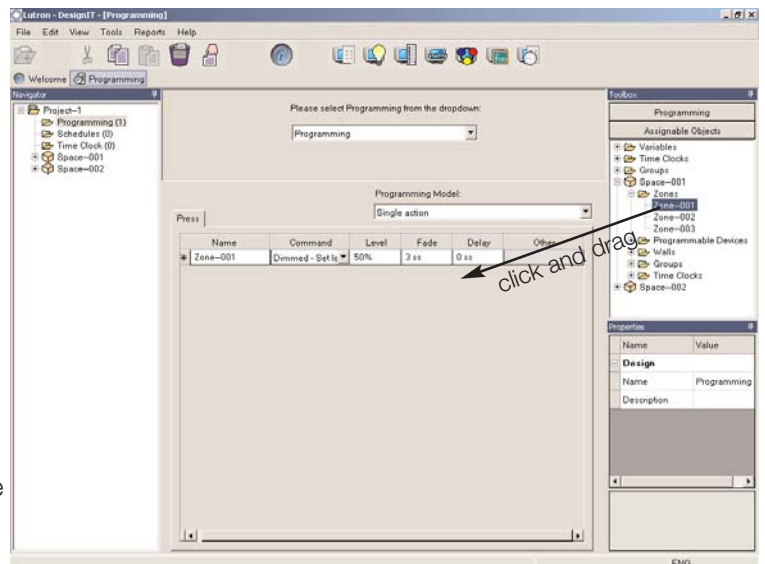 Lutron - DesignIT - [Programming]
File Edit View Tools Reports Help
Welcome Programming
Navigator
Project-1
Programming (1)
Schedules (0)
Time Clock (0)
Space-001
Space-002
Please select Programming from the dropdown:
Programming
Programming Model:
Single action
Press
Name Command Level Fade Delay Other
Zone-001 Dimmed - Set le 50% 3 ss 0 ss
click and drag
Toolbox
Programming
Assignable Objects
Variables
Time Clocks
Groups
Space-001
Zones
Zone-001
Zone-002
Zone-003
Programmable Devices
Walls
Groups
Time Clocks
Space-002
Properties
Name Value
Design
Name Programming
Description
e
ENG